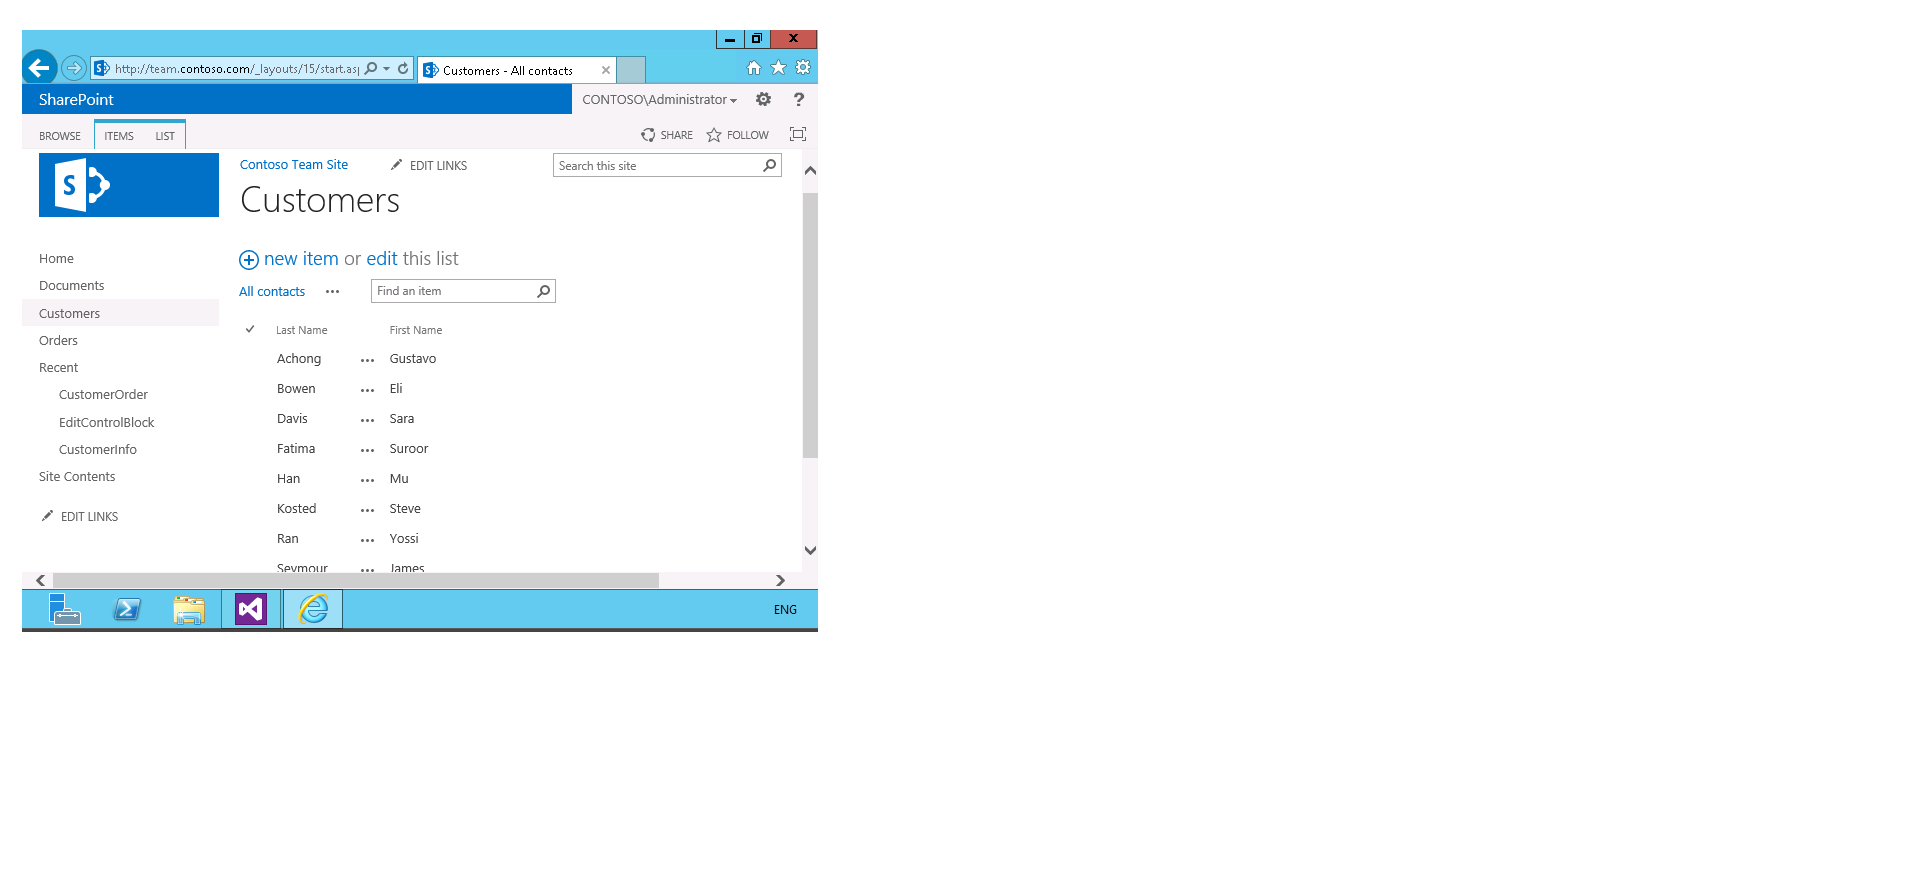 http://team.contoso.com/_layouts/15/start.as
Customers - All contacts
SharePoint
CONTOSO\Administrator
?
BROWSE
ITEMS
LIST
SHARE
FOLLOW
S
Contoso Team Site
EDIT LINKS
Search this site
Customers
Home
Documents
Customers
Orders
Recent
CustomerOrder
EditControlBlock
CustomerInfo
Site Contents
EDIT LINKS
new item or edit this list
All contacts
...
Find an item
Last Name First Name
Achong ... Gustavo
Bowen ... Eli
Davis ... Sara
Fatima ... Suroor
Han ... Mu
Kosted ... Steve
Ran ... Yossi
Seymour ... James
ENG